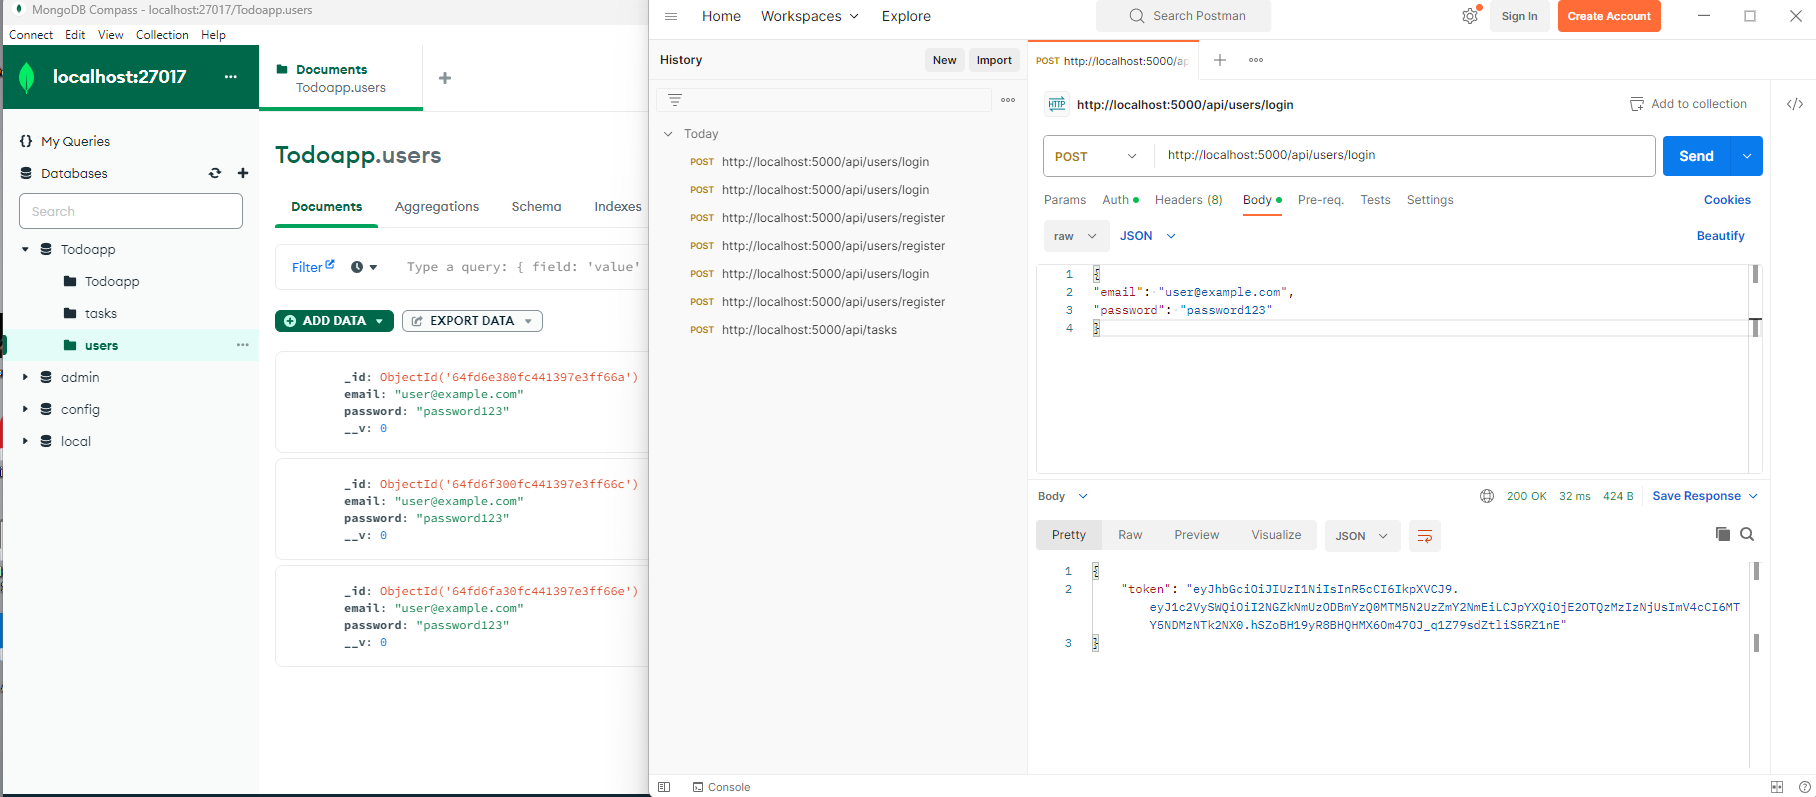 MongoDB Compass - localhost:27017/Todoapp.users
Connect Edit View Collection Help
localhost:27017 ...
Documents
Todoapp.users
My Queries
Databases
Search
Todoapp
Todoapp
tasks
users
admin
config
local
Todoapp.users
Documents Aggregations Schema Indexes
Filter Type a query: { field: 'value'
ADD DATA EXPORT DATA
_id: ObjectId('64fd6e380fc441397e3ff66a')
email: "user@example.com"
password: "password123"
__v: 0
_id: ObjectId('64fd6f300fc441397e3ff66c')
email: "user@example.com"
password: "password123"
__v: 0
_id: ObjectId('64fd6fa30fc441397e3ff66e')
email: "user@example.com"
password: "password123"
__v: 0
Home Workspaces Explore
Search Postman
Sign In Create Account
History New Import
Today
POST http://localhost:5000/api/users/login
POST http://localhost:5000/api/users/login
POST http://localhost:5000/api/users/register
POST http://localhost:5000/api/users/register
POST http://localhost:5000/api/users/login
POST http://localhost:5000/api/users/register
POST http://localhost:5000/api/tasks
POST http://localhost:5000/ap
HTTP http://localhost:5000/api/users/login Add to collection </>
POST http://localhost:5000/api/users/login Send
Params Auth Headers (8) Body Pre-req. Tests Settings Cookies
raw JSON Beautify
1 {
2 "email": "user@example.com",
3 "password": "password123"
4 }
Body 200 OK 32 ms 424 B Save Response
Pretty Raw Preview Visualize JSON
1 {
2 "token": "eyJhbGciOiJIUzI1NiIsInR5cCI6IkpXVCJ9.
eyJ1c2VySWQiOiI2NGZkNmUzODBmYzQ0MTM5N2UzZmY2NmEiLCJpYXQiOjE2OTQzMzIzNjUsImV4cCI6MT
Y5NDMzNTk2NX0.hSZoBH19yR8BHQHMX6Om47OJ_q1Z79sdZtliS5RZ1nE"
3 }
Console